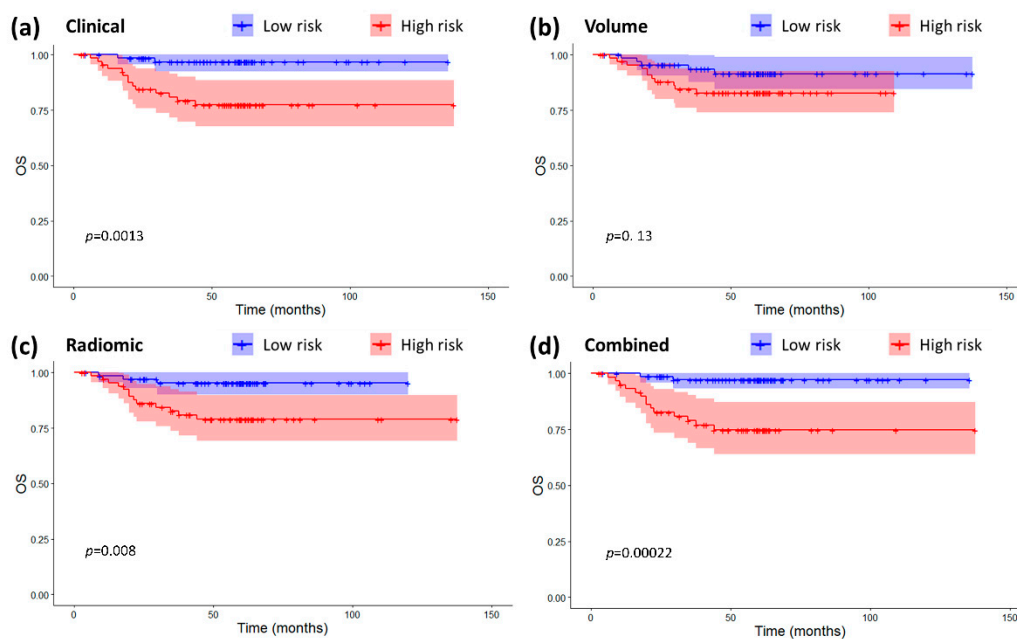 (a) Clinical Low risk High risk
1.00
0.75
0.50
0.25
0.00
OS
p=0.0013
0 50 100 150
Time (months)
(b) Volume Low risk High risk
1.00
0.75
0.50
0.25
0.00
OS
p=0. 13
0 50 100 150
Time (months)
(c) Radiomic Low risk High risk
1.00
0.75
0.50
0.25
0.00
OS
p=0.008
0 50 100 150
Time (months)
(d) Combined Low risk High risk
1.00
0.75
0.50
0.25
0.00
OS
p=0.00022
0 50 100 150
Time (months)